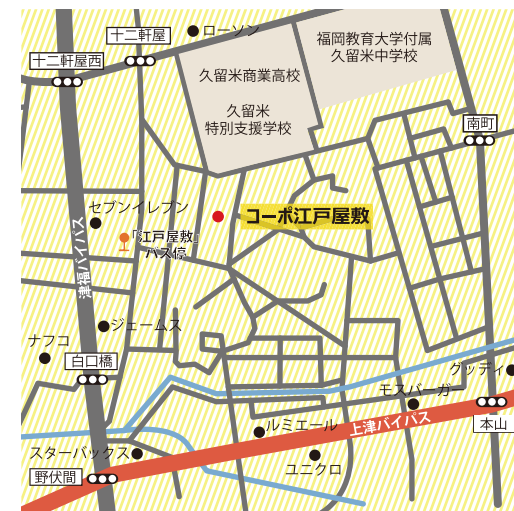 十二軒屋
ローソン
福岡教育大学付属
久留米中学校
十二軒屋西
久留米商業高校
久留米
特別支援学校
南町
セブンイレブン
コーポ江戸屋敷
「江戸屋敷」
バス停
津福バイパス
ジェームス
ナフコ
白口橋
グッディ
モスバーガー
本山
ルミエール
上津バイパス
スターバックス
ユニクロ
野伏間